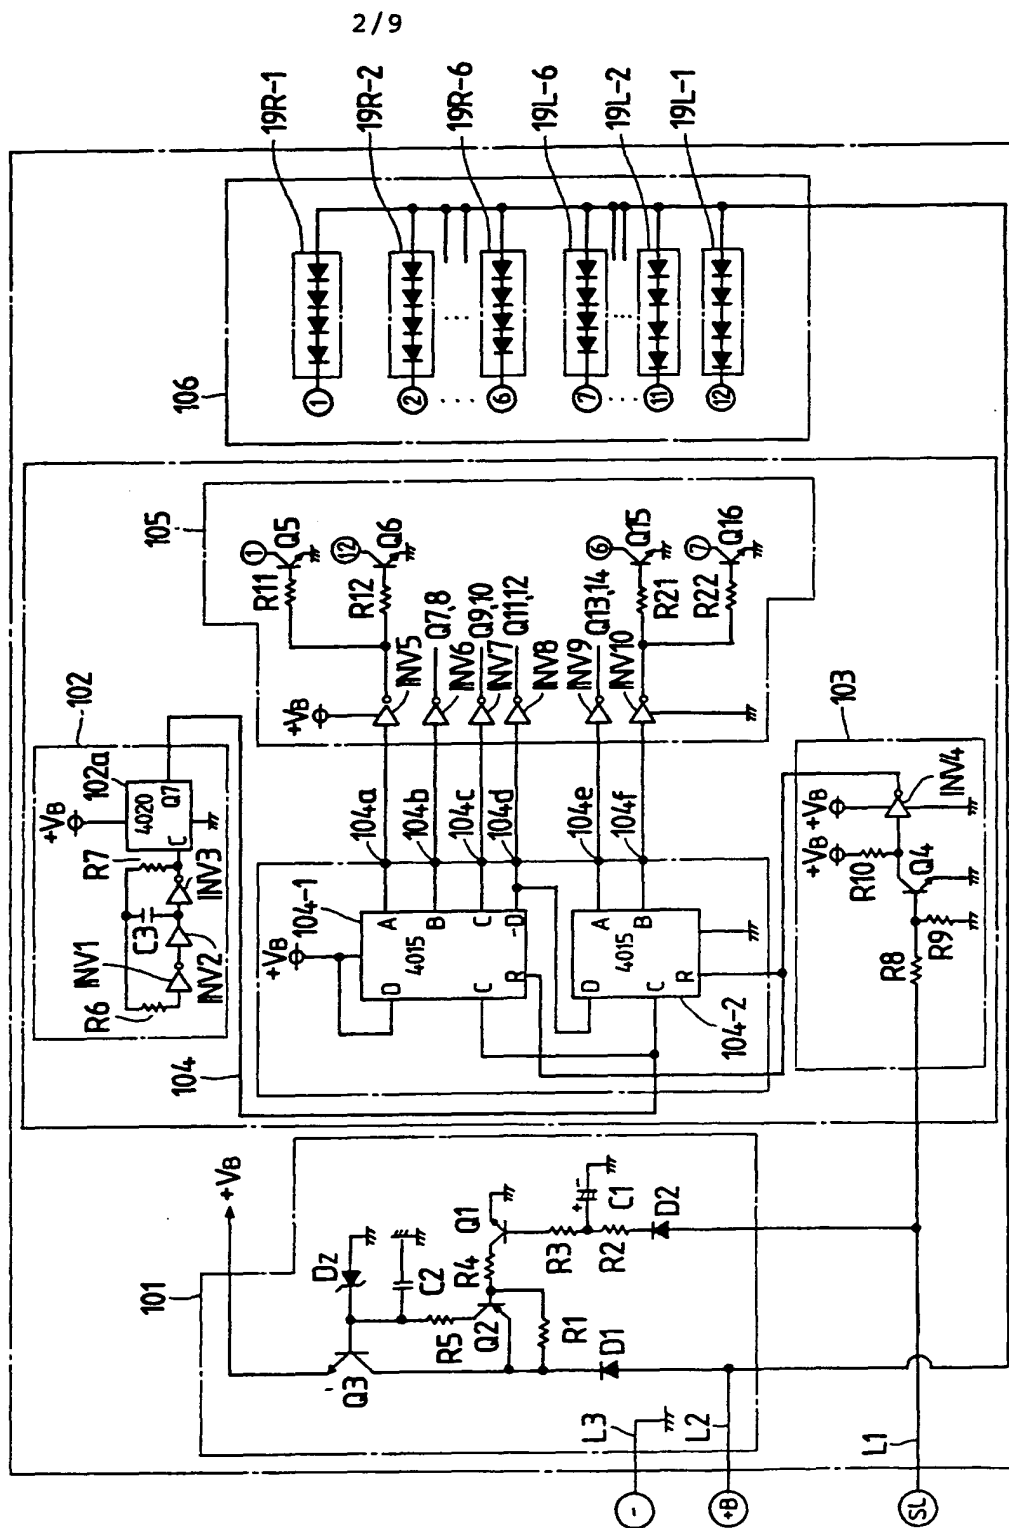 2/9
19R-1
19R-2
19R-6
19L-6
19L-2
19L-1
106
① ② ···· ⑥ ⑦ ···· ⑪ ⑫
105
① Q5
R11
⑫ Q6
R12
Q7,8
Q9,10
Q11,12
Q13,14
⑥ Q15
R21
⑦ Q16
R22
+VB
INV5
INV6
INV7
INV8
INV9
INV10
102
102a
+VB
4020
C
Q7
R7
INV3
C3
INV1
INV2
R6
104
104a
104b
104c
104d
104e
104f
104-1
+VB
4015
D
C
A
B
C
-D
R
4015
D
C
A
B
R
104-2
103
+VB
+VB
INV4
R10
Q4
R9
R8
101
+VB
Dz
C2
Q3
R5
Q2
R4
Q1
R1
D1
R3
+ -
C1
R2
D2
L3
L2
L1
-
+B
SL